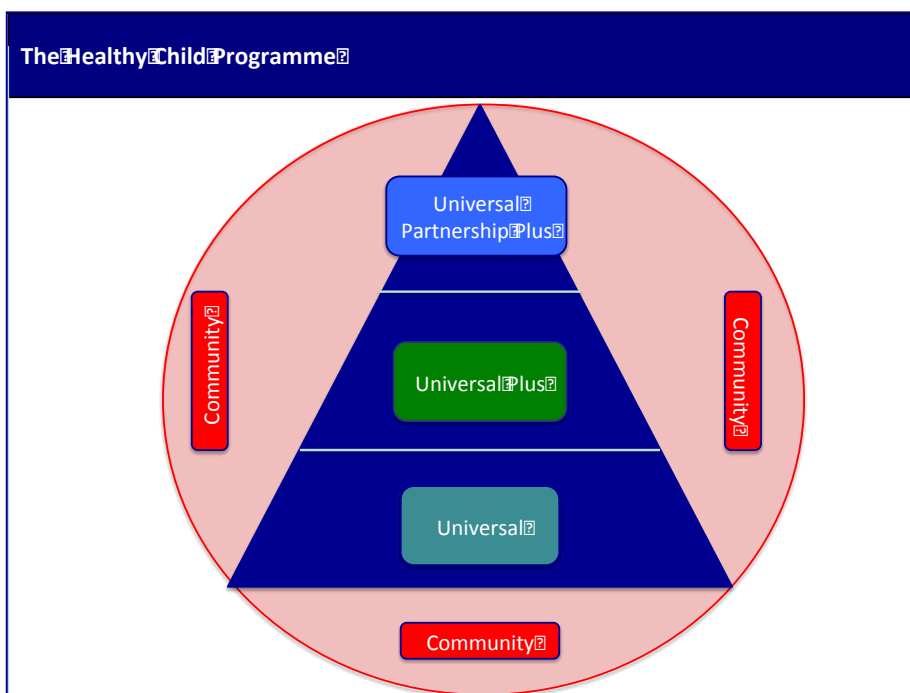 The Healthy Child Programme
Universal
Partnership Plus
Community
Community
Universal Plus
Universal
Community